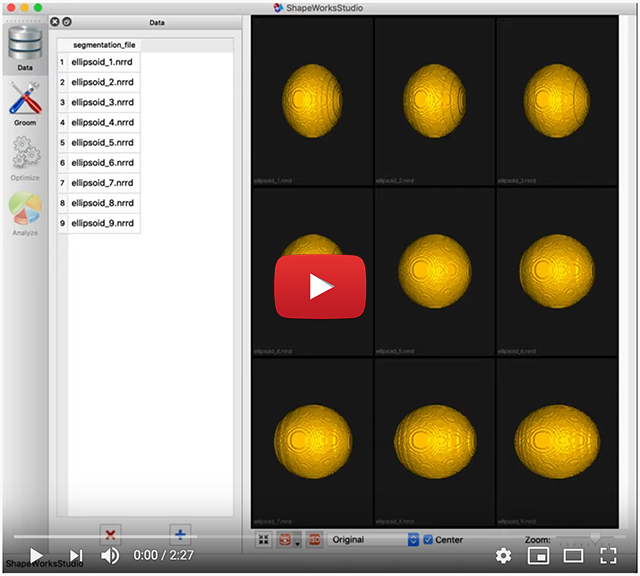 ShapeWorksStudio
Data
Data
Groom
Optimize
Analyze
segmentation_file
1 ellipsoid_1.nrrd
2 ellipsoid_2.nrrd
3 ellipsoid_3.nrrd
4 ellipsoid_4.nrrd
5 ellipsoid_5.nrrd
6 ellipsoid_6.nrrd
7 ellipsoid_7.nrrd
8 ellipsoid_8.nrrd
9 ellipsoid_9.nrrd
ellipsoid_1.nrrd
ellipsoid_2.nrrd
ellipsoid_3.nrrd
ellipsoid_4.nrrd
ellipsoid_5.nrrd
ellipsoid_6.nrrd
ellipsoid_7.nrrd
ellipsoid_8.nrrd
ellipsoid_9.nrrd
ISO
Original
Center
Zoom:
0:00 / 2:27
ShapeWorksStudio